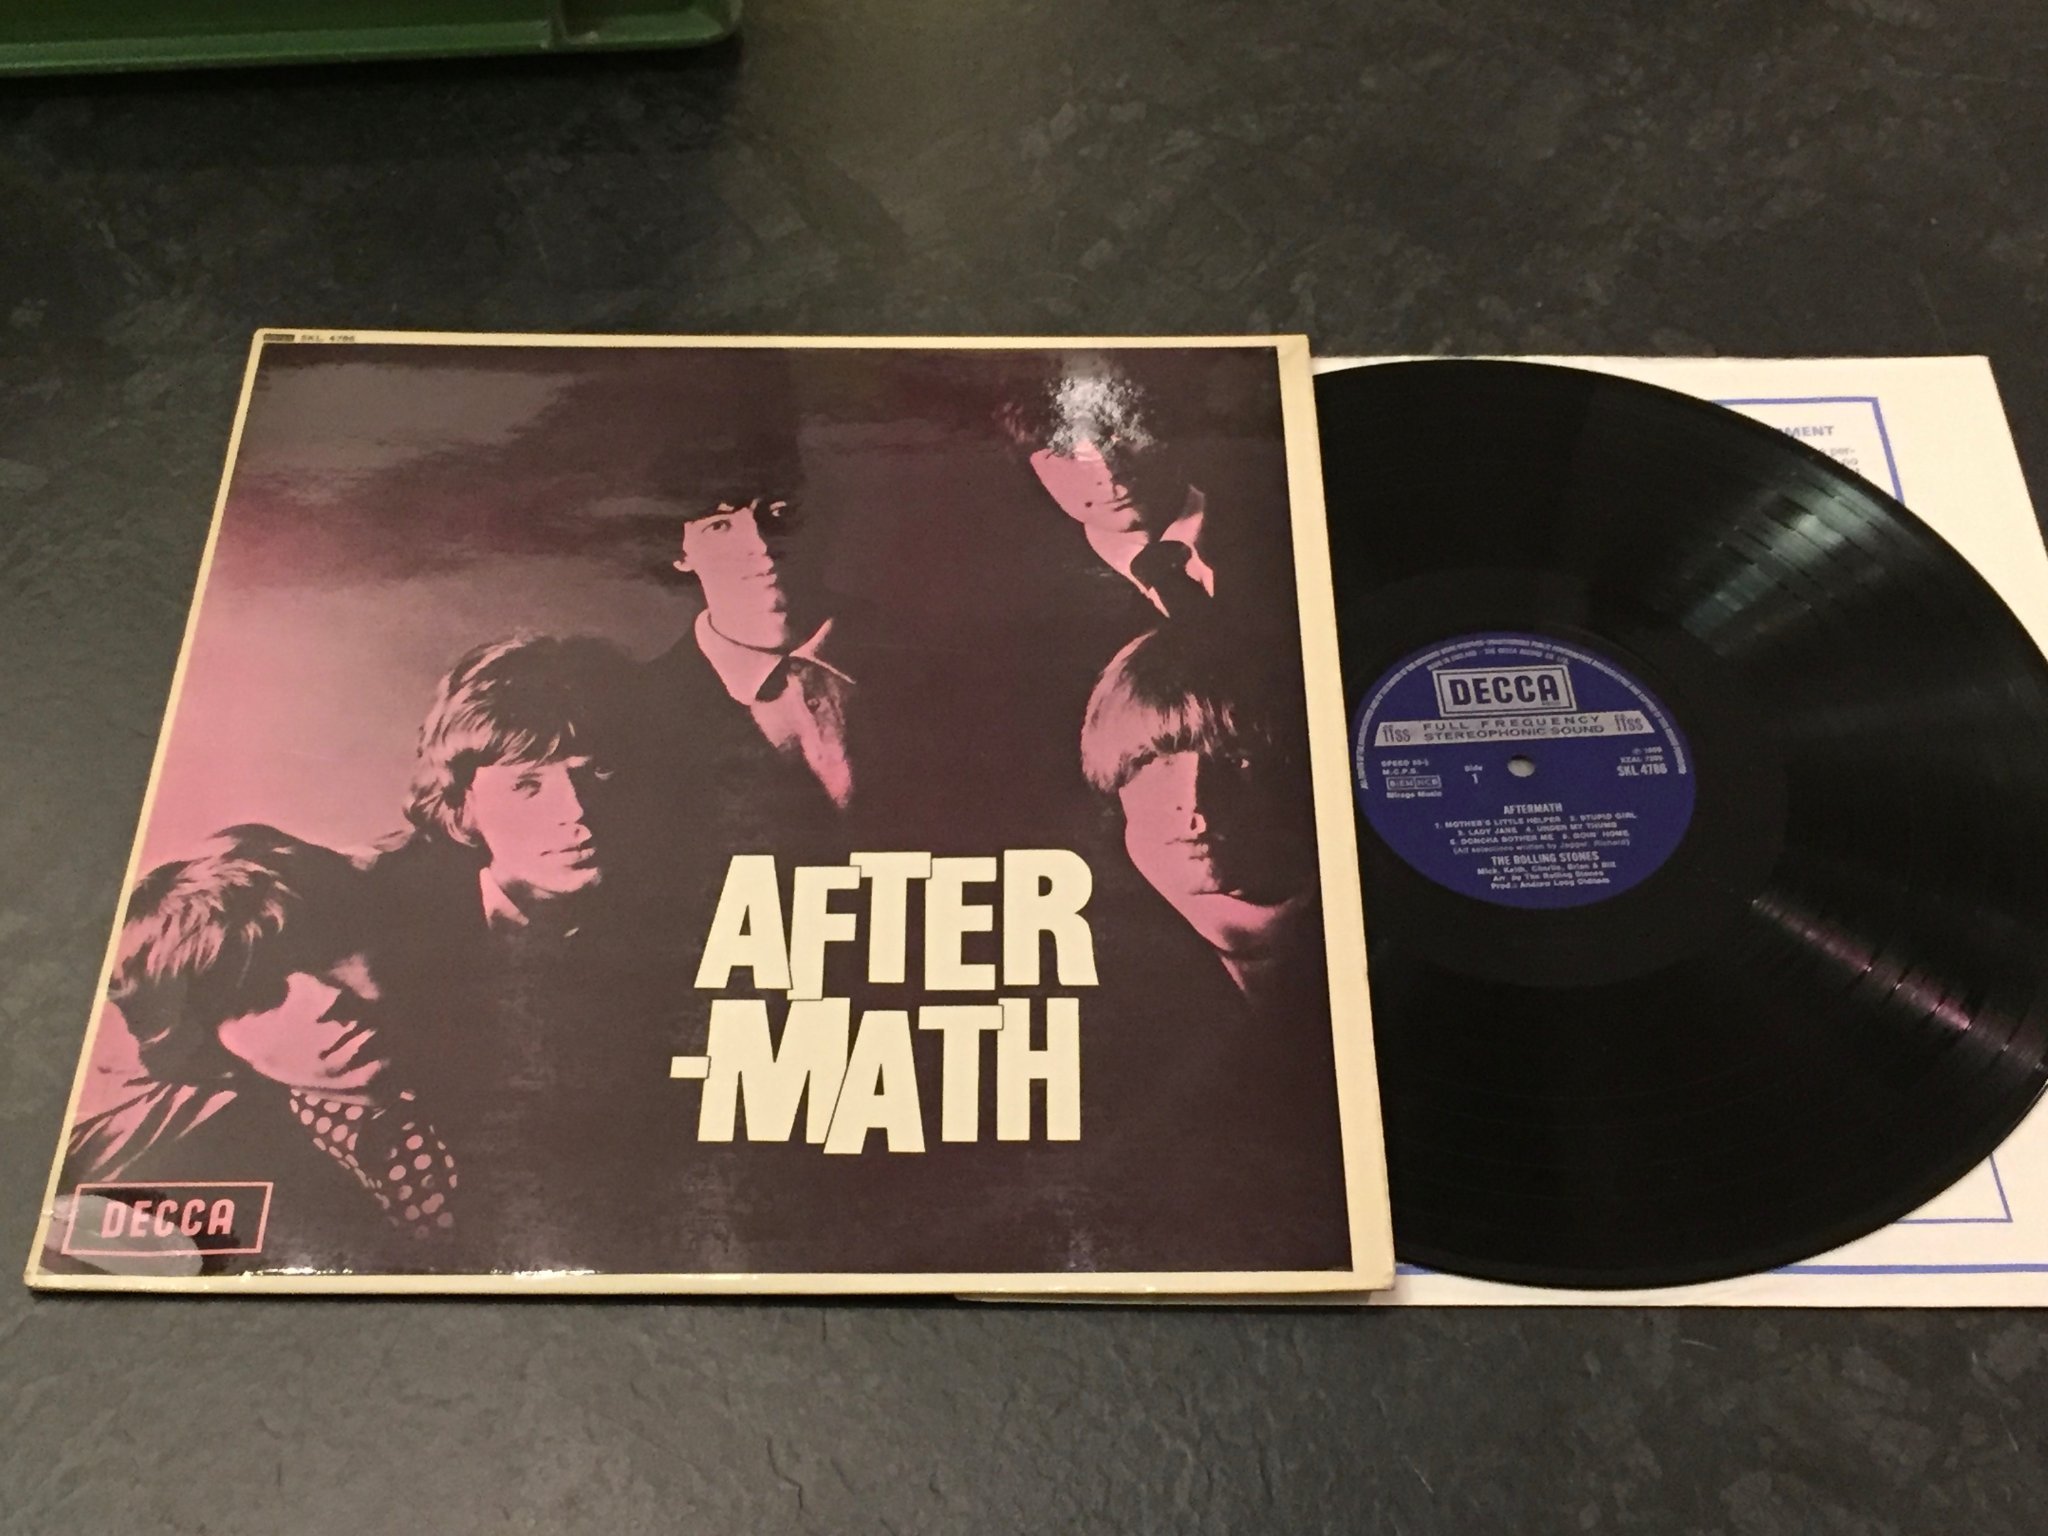 SKL 4786
AFTER
-MATH
DECCA
MENT
DECCA
ffss FULL FREQUENCY ffss
STEREOPHONIC SOUND
SKL 4786
M.C.P.S.
Side
1
BIEM NCB
Mirage Music
AFTERMATH
1. MOTHER'S LITTLE HELPER 2. STUPID GIRL
3. LADY JANE 4. UNDER MY THUMB
5. DONCHA BOTHER ME 6. GOIN' HOME
(All selections written by Jagger, Richard)
THE ROLLING STONES
Mick, Keith, Charlie, Brian & Bill
Arr. by The Rolling Stones
Prod.: Andrew Loog Oldham